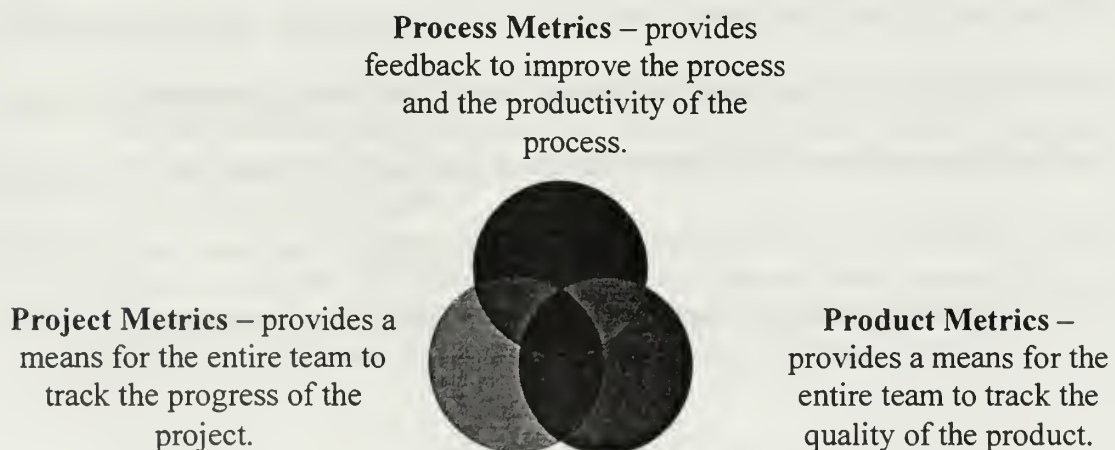 Process Metrics – provides
feedback to improve the process
and the productivity of the
process.
Project Metrics – provides a
means for the entire team to
track the progress of the
project.
Product Metrics –
provides a means for the
entire team to track the
quality of the product.